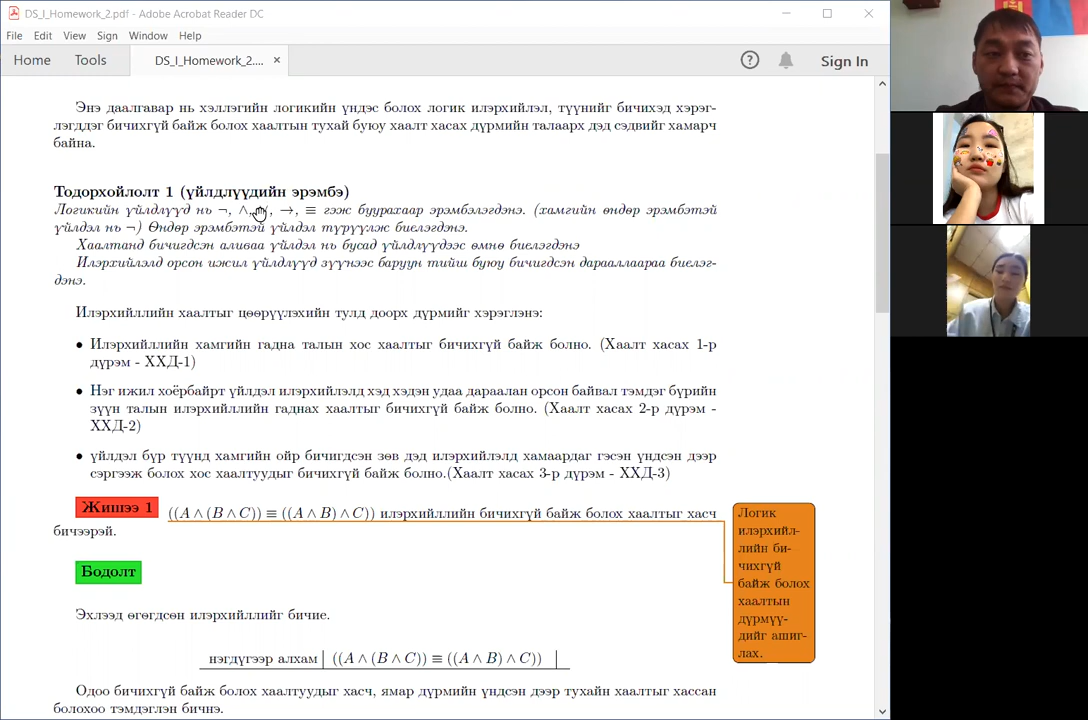 DS_I_Homework_2.pdf - Adobe Acrobat Reader DC
File Edit View Sign Window Help
Home Tools DS_I_Homework_2.... × Sign In
Энэ даалгавар нь хэллэгийн логикийн үндэс болох логик илэрхийлэл, түүнийг бичихэд хэрэг-
лэгддэг бичихгүй байж болох хаалтын тухай буюу хаалт хасах дүрмийн талаарх дэд сэдвийг хамарч
байна.
Тодорхойлолт 1 (үйлдлүүдийн эрэмбэ)
Логикийн үйлдлүүд нь ¬, ∧, , →, ≡ гээс буурахаар эрэмбэлэгдэнэ. (хамгийн өндөр эрэмбэтэй
үйлдэл нь ¬) Өндөр эрэмбэтэй үйлдэл түрүүлэж биелэгдэнэ.
Хаалтанд бичигдсэн аливаа үйлдэл нь бусад үйлдлүүдээс өмнө биелэгдэнэ
Илэрхийлэлд орсон ижил үйлдлүүд зүүнээс баруун тийш буюу бичигдсэн дарааллаараа биелэг-
дэнэ.
Илэрхийллийн хаалтыг цөөрүүлэхийн тулд доорх дүрмийг хэрэглэнэ:
• Илэрхийллийн хамгийн гадна талын хос хаалтыг бичихгүй байж болно. (Хаалт хасах 1-р
дүрэм - ХХД-1)
• Нэг ижил хоёрбайрт үйлдэл илэрхийлэлд хэд хэдэн удаа дараалан орсон байвал тэмдэг бүрийн
зүүн талын илэрхийллийн гаднах хаалтыг бичихгүй байж болно. (Хаалт хасах 2-р дүрэм -
ХХД-2)
• үйлдэл бүр түүнд хамгийн ойр бичигдсэн зөв дэд илэрхийлэлд хамаардаг гэсэн үндсэн дээр
сэргээж болох хос хаалтуудыг бичихгүй байж болно.(Хаалт хасах 3-р дүрэм - ХХД-3)
Жишээ 1 ((A ∧ (B ∧ C)) ≡ ((A ∧ B) ∧ C)) илэрхийллийн бичихгүй байж болох хаалтыг хасч
бичээрэй.
Логик
илэрхийл-
лийн би-
чихгүй
байж болох
хаалтын
дүрмүү-
дийг ашиг-
лах.
Бодолт
Эхлээд өгөгдсөн илэрхийллийг бичие.
нэгдүгээр алхам | ((A ∧ (B ∧ C)) ≡ ((A ∧ B) ∧ C)) |
Одоо бичихгүй байж болох хаалтуудыг хасч, ямар дүрмийн үндсэн дээр тухайн хаалтыг хассан
болохоо тэмдэглэн бичнэ.